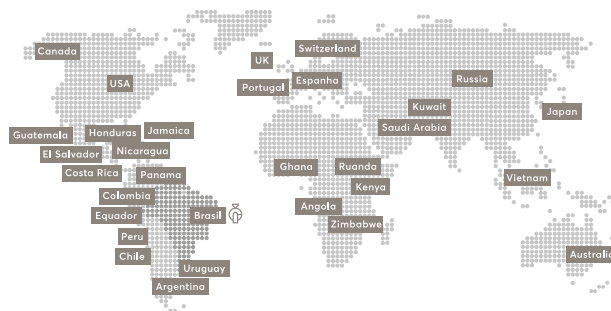 Canada
Switzerland
UK
USA
Portugal
Espanha
Russia
Kuwait
Japan
Guatemala
Honduras
Jamaica
Saudi Arabia
El Salvador
Nicaragua
Costa Rica
Panama
Ghana
Ruanda
Vietnam
Kenya
Colombia
Angola
Equador
Brasil
Zimbabwe
Peru
Chile
Australia
Uruguay
Argentina